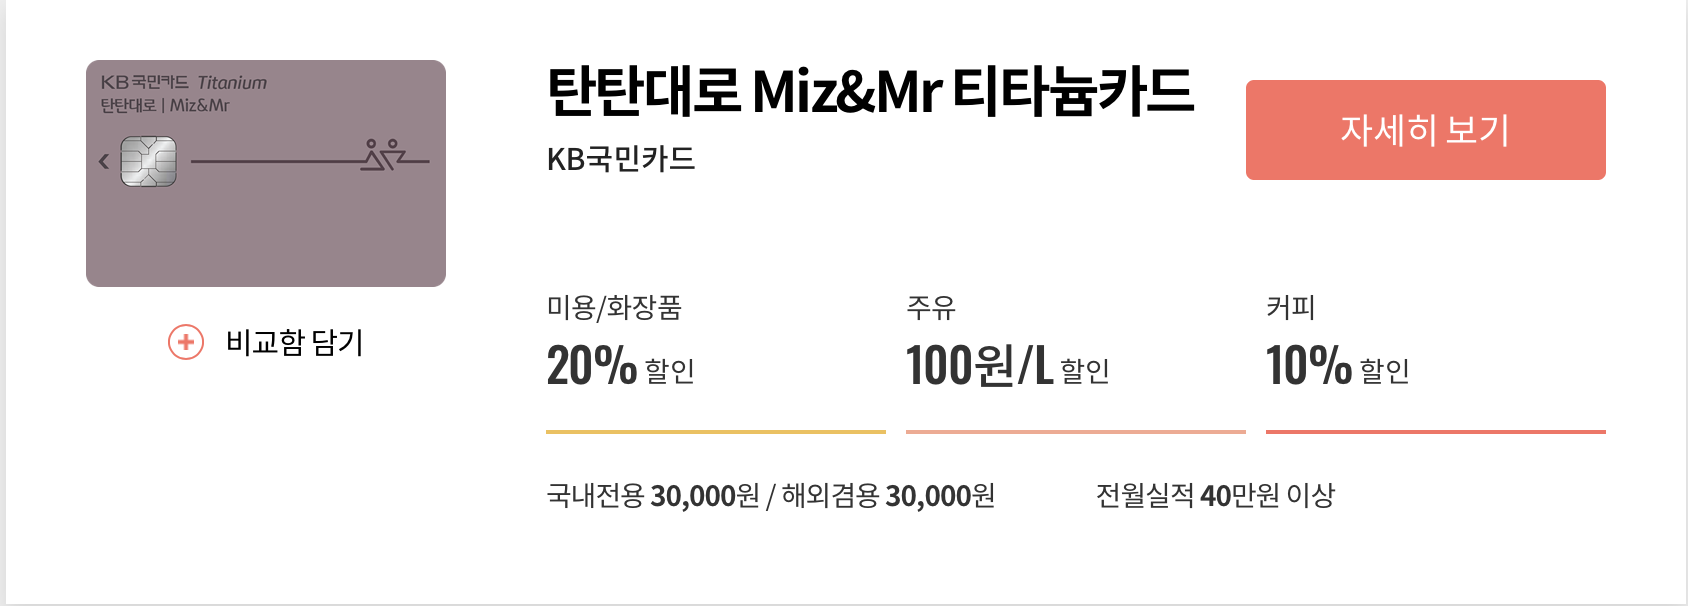 KB국민카드 Titanium
탄탄대로 | Miz&Mr
비교함 담기
탄탄대로 Miz&Mr 티타늄카드
KB국민카드
자세히 보기
미용/화장품
20% 할인
주유
100원/L 할인
커피
10% 할인
국내전용 30,000원 / 해외겸용 30,000원
전월실적 40만원 이상